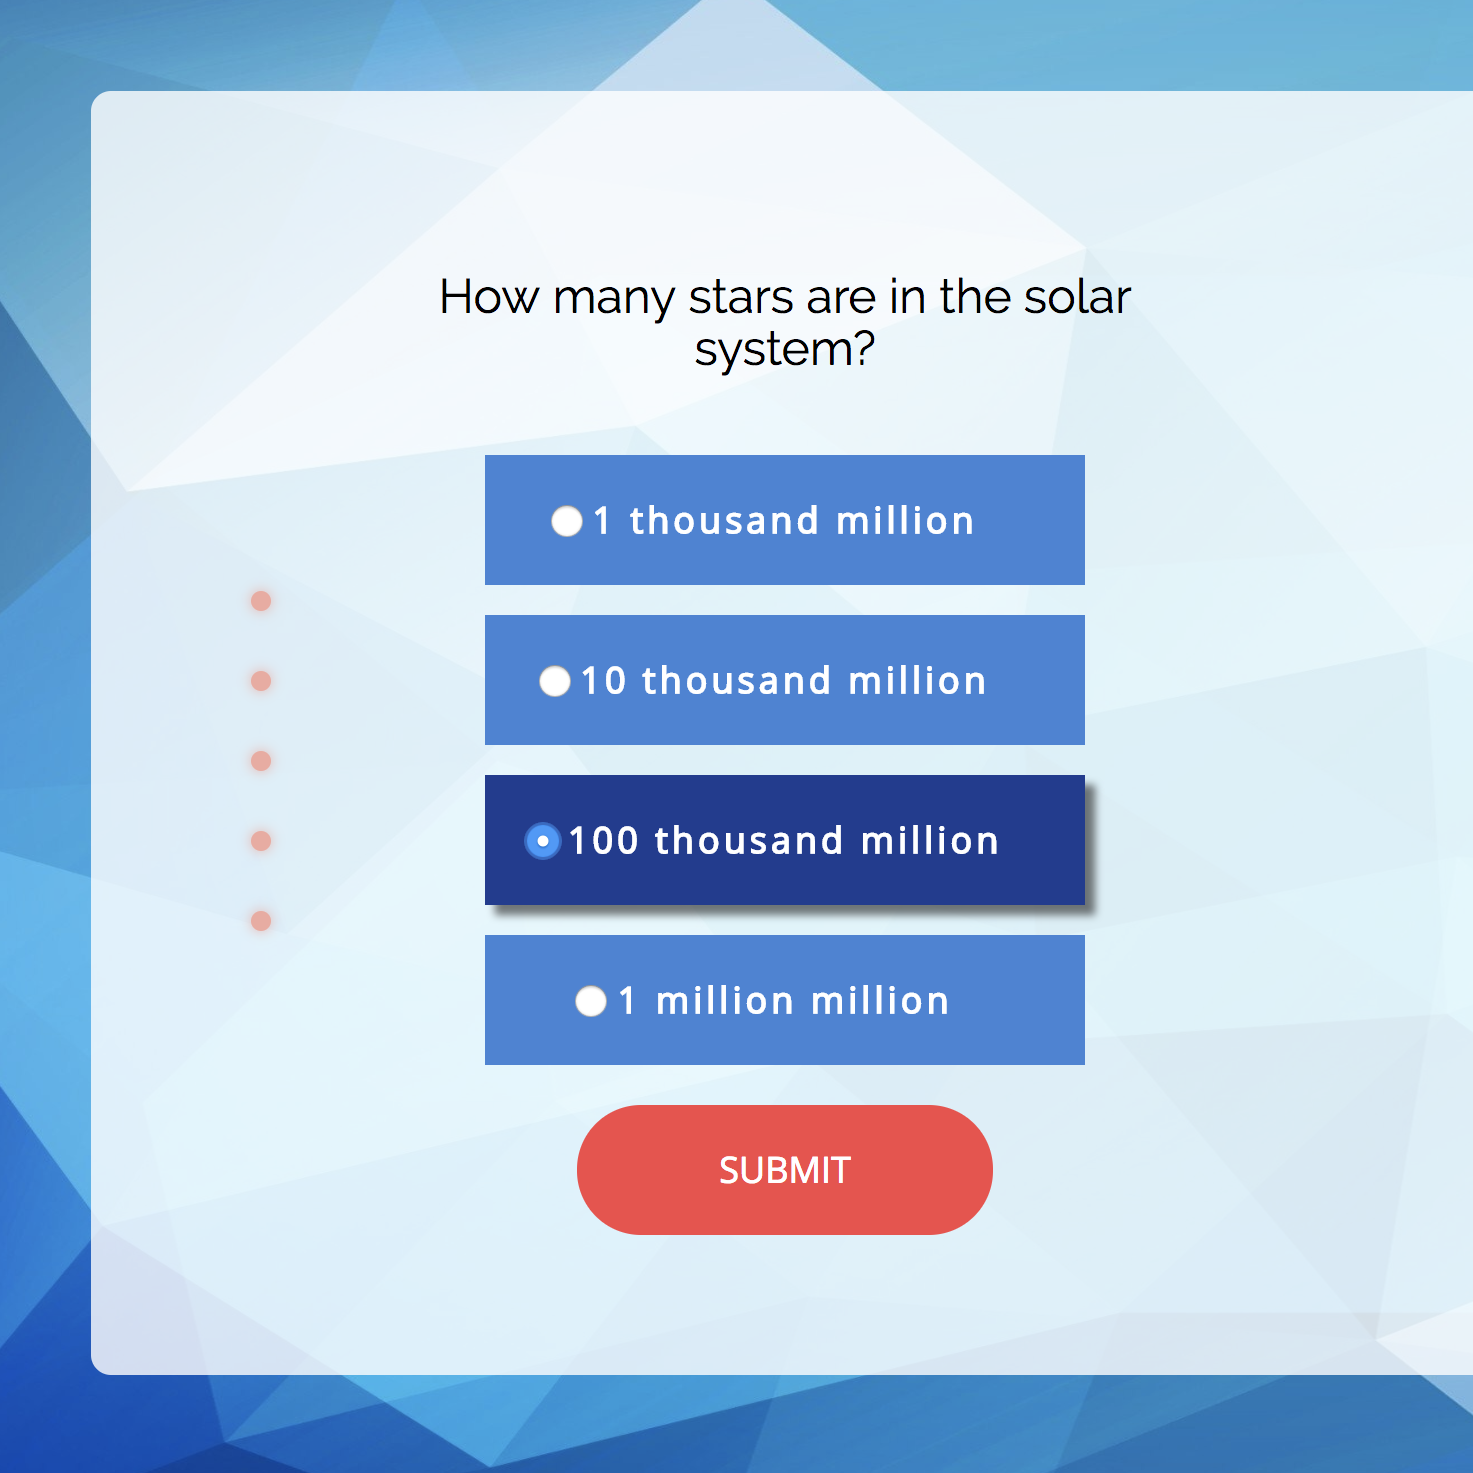 How many stars are in the solar
system?
1 thousand million
10 thousand million
100 thousand million
1 million million
SUBMIT